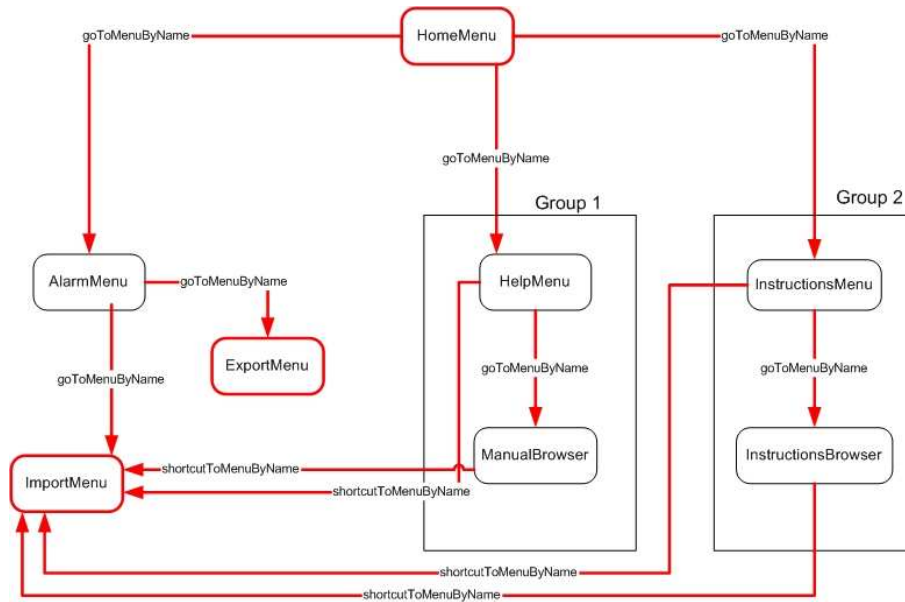 goToMenuByName
HomeMenu
goToMenuByName
goToMenuByName
Group 1
Group 2
AlarmMenu
goToMenuByName
HelpMenu
InstructionsMenu
ExportMenu
goToMenuByName
goToMenuByName
goToMenuByName
ImportMenu
shortcutToMenuByName
ManualBrowser
InstructionsBrowser
shortcutToMenuByName
shortcutToMenuByName
shortcutToMenuByName